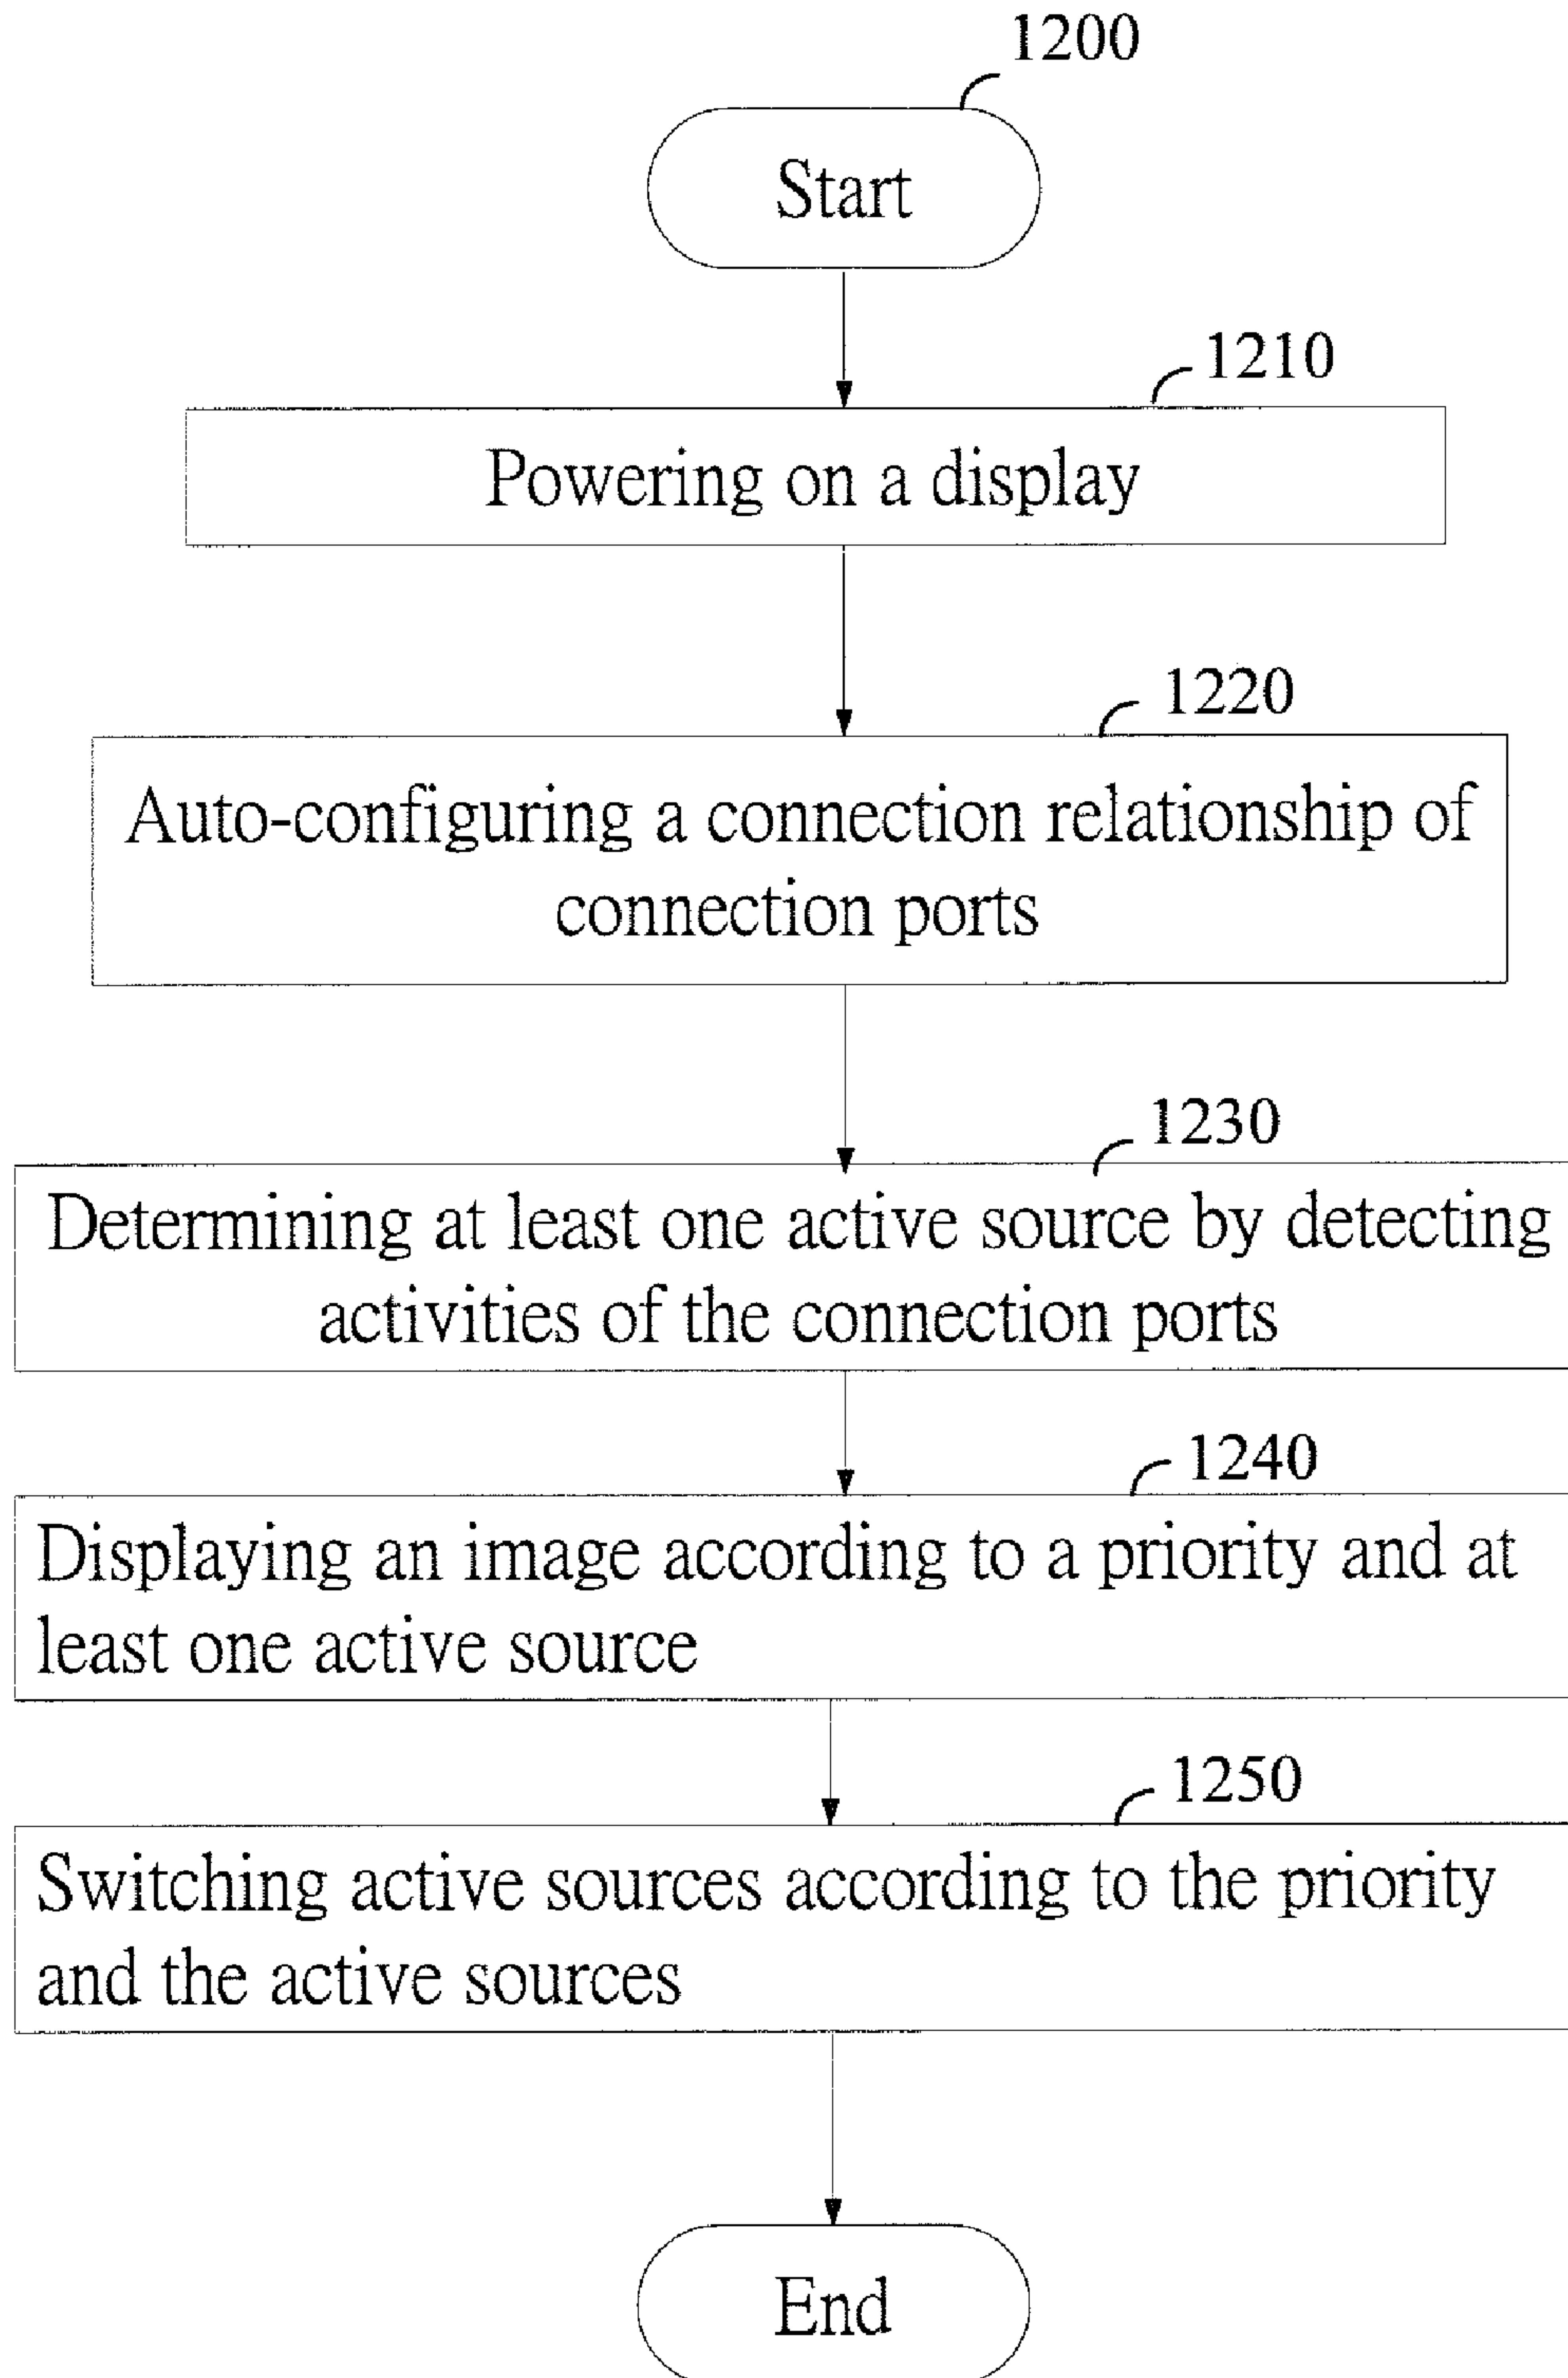 1200
Start
1210
Powering on a display
1220
Auto-configuring a connection relationship of
connection ports
1230
Determining at least one active source by detecting
activities of the connection ports
1240
Displaying an image according to a priority and at
least one active source
1250
Switching active sources according to the priority
and the active sources
End